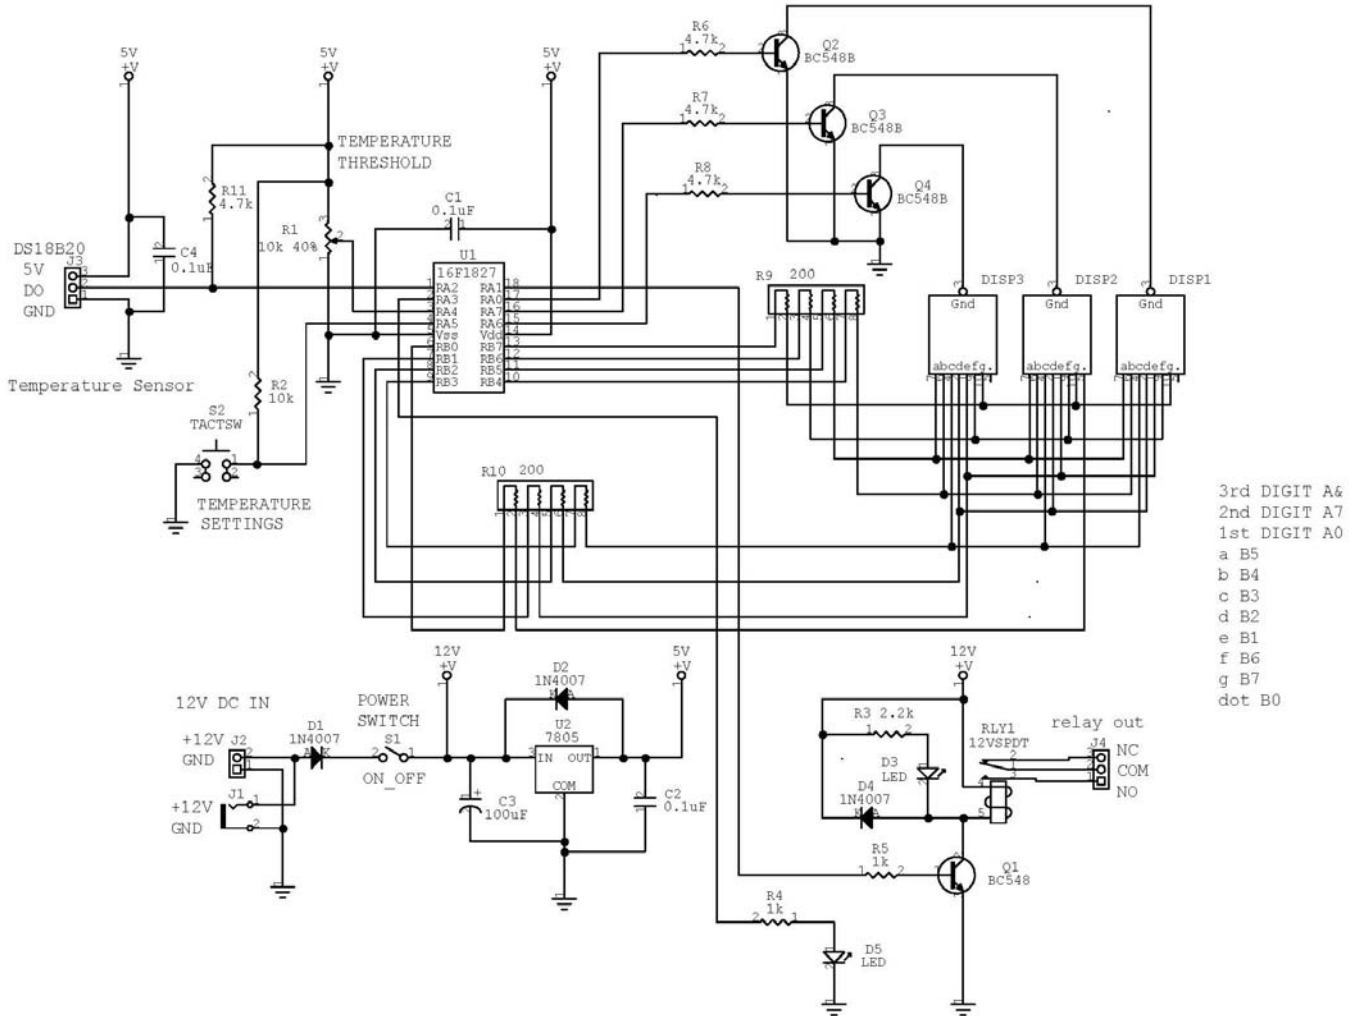 5V
+V
5V
+V
5V
+V
TEMPERATURE
THRESHOLD
R11
4.7k
R1
10k 40%
C1
0.1uF
C4
0.1uF
DS18B20
J3
5V
DO
GND
Temperature Sensor
R2
10k
S2
TACTSW
TEMPERATURE
SETTINGS
U1
16F1827
RA2 RA1
RA3 RA0
RA4 RA7
RA5 RA6
Vss Vdd
RB0 RB7
RB1 RB6
RB2 RB5
RB3 RB4
R6
4.7k
Q2
BC548B
R7
4.7k
Q3
BC548B
R8
4.7k
Q4
BC548B
R9 200
DISP3
Gnd
abcdefg.
DISP2
Gnd
abcdefg.
DISP1
Gnd
abcdefg.
R10 200
3rd DIGIT A&
2nd DIGIT A7
1st DIGIT A0
a B5
b B4
c B3
d B2
e B1
f B6
g B7
dot B0
12V DC IN
+12V
GND
J2
J1
+12V
GND
D1
1N4007
A K
POWER
SWITCH
S1
ON_OFF
12V
+V
D2
1N4007
K A
U2
7805
IN OUT
COM
5V
+V
C3
100uF
C2
0.1uF
12V
+V
R3 2.2k
D3
LED
D4
1N4007
RLY1
12VSPDT
relay out
J4
NC
COM
NO
R5
1k
Q1
BC548
R4
1k
D5
LED